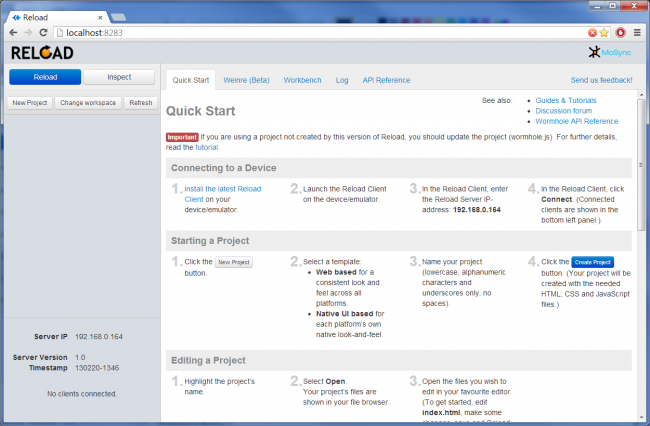 Reload
localhost:8283
RELOAD
MoSync
Reload
Inspect
New Project
Change workspace
Refresh
Quick Start
Weinre (Beta)
Workbench
Log
API Reference
Send us feedback!
Quick Start
See also:
Guides & Tutorials
Discussion forum
Wormhole API Reference
Important If you are using a project not created by this version of Reload, you should update the project (wormhole.js). For further details,
read the tutorial.
Connecting to a Device
1. Install the latest Reload
Client on your
device/emulator.
2. Launch the Reload Client
on the device/emulator.
3. In the Reload Client, enter
the Reload Server IP-
address: 192.168.0.164
4. In the Reload Client, click
Connect. (Connected
clients are shown in the
bottom left panel.)
Starting a Project
1. Click the New Project
button.
2. Select a template:
Web based for a
consistent look and
feel across all
platforms.
Native UI based for
each platform's own
native look-and-feel.
3. Name your project
(lowercase, alphanumeric
characters and
underscores only, no
spaces).
4. Click the Create Project
button. (Your project will be
created with the needed
HTML, CSS and JavaScript
files.)
Editing a Project
1. Highlight the project's
name.
2. Select Open.
Your project's files are
shown in your file browser.
3. Open the files you wish to
edit in your favourite editor.
(To get started, edit
index.html, make some
changes, save and Reload
Server IP 192.168.0.164
Server Version 1.0
Timestamp 130220-1346
No clients connected.